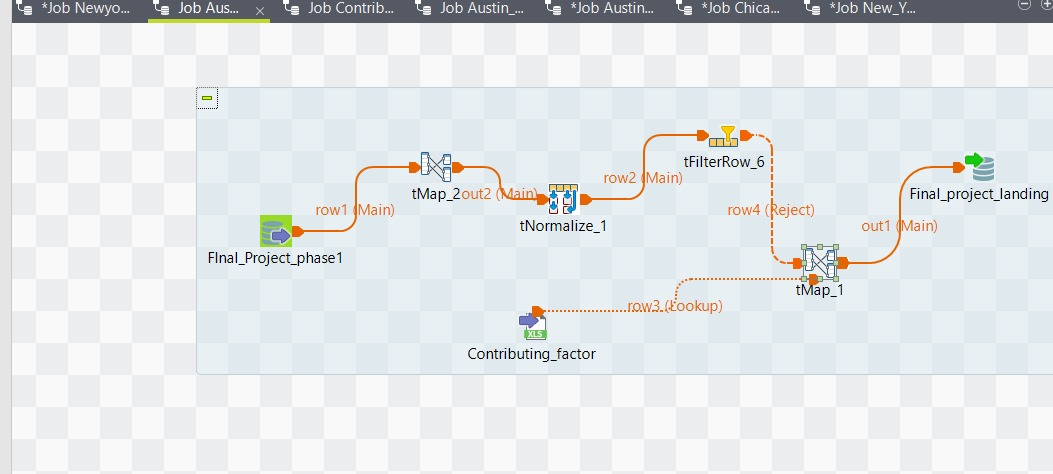 *Job Newyo...
Job Aus...
Job Contrib...
Job Austin_...
*Job Austin...
*Job Chica...
*Job New_Y...
tFilterRow_6
row2 (Main)
tMap_2
out2 (Main)
Final_project_landing
row1 (Main)
row4 (Reject)
tNormalize_1
out1 (Main)
FInal_Project_phase1
tMap_1
row3 (Lookup)
XLS
Contributing_factor